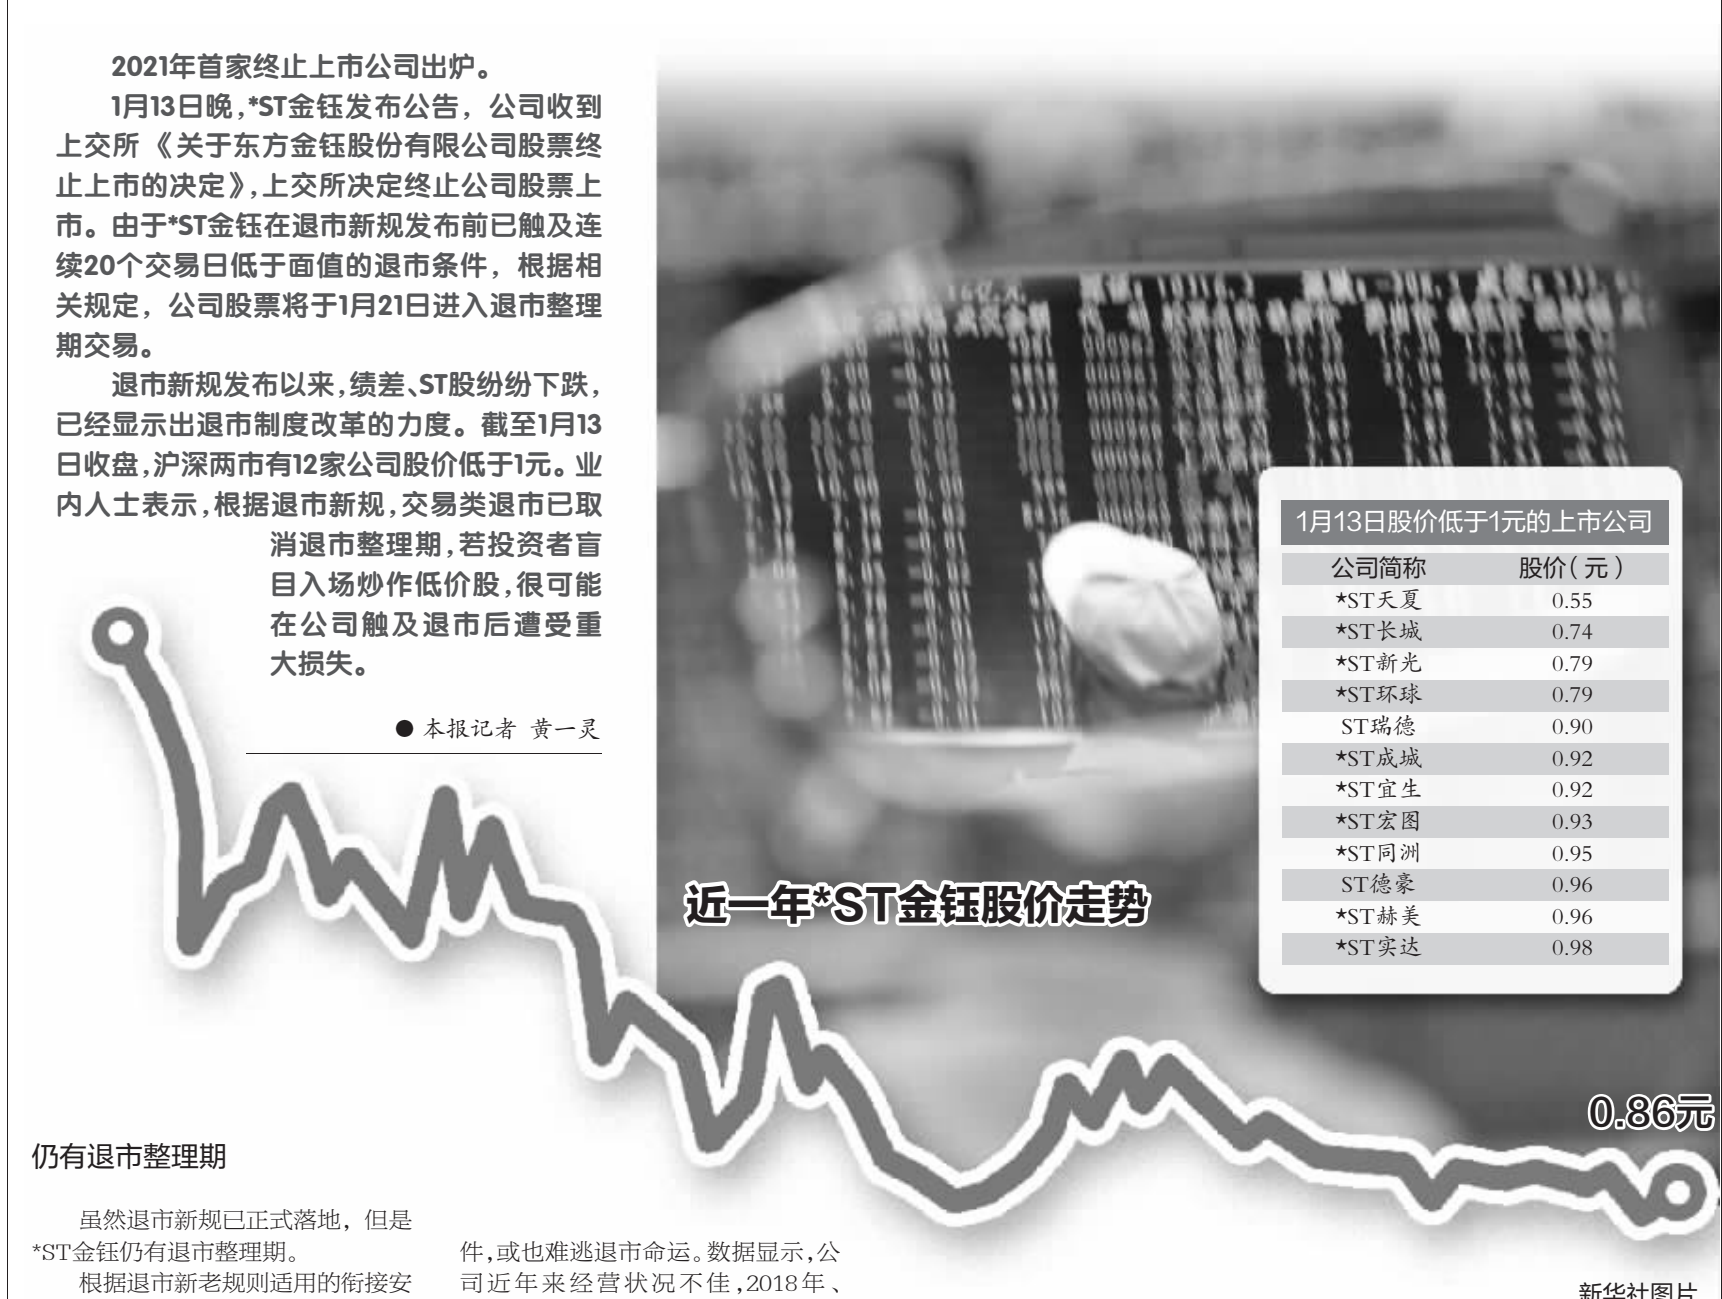 2021年首家终止上市公司出炉。
1月13日晚，*ST金钰发布公告，公司收到
上交所《关于东方金钰股份有限公司股票终
止上市的决定》，上交所决定终止公司股票上
市。由于*ST金钰在退市新规发布前已触及连
续20个交易日低于面值的退市条件，根据相
关规定，公司股票将于1月21日进入退市整理
期交易。
退市新规发布以来，绩差、ST股纷纷下跌，
已经显示出退市制度改革的力度。截至1月13
日收盘，沪深两市有12家公司股价低于1元。业
内人士表示，根据退市新规，交易类退市已取
消退市整理期，若投资者盲
目入场炒作低价股，很可能
在公司触及退市后遭受重
大损失。
● 本报记者 黄一灵
1月13日股价低于1元的上市公司
公司简称 股价（元）
★ST天夏 0.55
★ST长城 0.74
★ST新光 0.79
★ST环球 0.79
ST瑞德 0.90
★ST成城 0.92
★ST宜生 0.92
★ST宏图 0.93
★ST同洲 0.95
ST德豪 0.96
★ST赫美 0.96
★ST实达 0.98
近一年*ST金钰股价走势
0.86元
仍有退市整理期
虽然退市新规已正式落地，但是
*ST金钰仍有退市整理期。
根据退市新老规则适用的衔接安
件，或也难逃退市命运。数据显示，公
司近年来经营状况不佳，2018年、
新华社图片